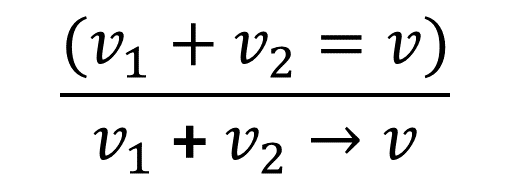 (v₁ + v₂ = v)
v₁ + v₂ → v